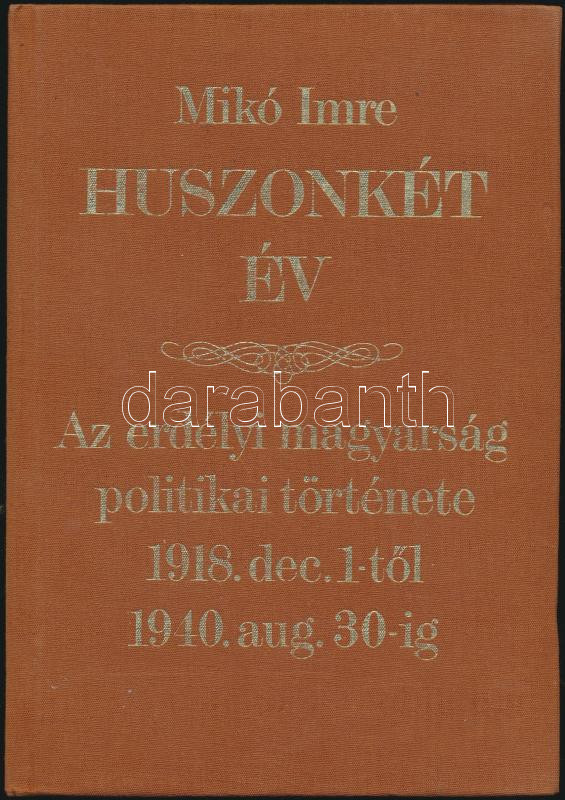 Mikó Imre
HUSZONKÉT
ÉV
darabanth
Az erdélyi magyarság
politikai története
1918. dec. 1-től
1940. aug. 30-ig